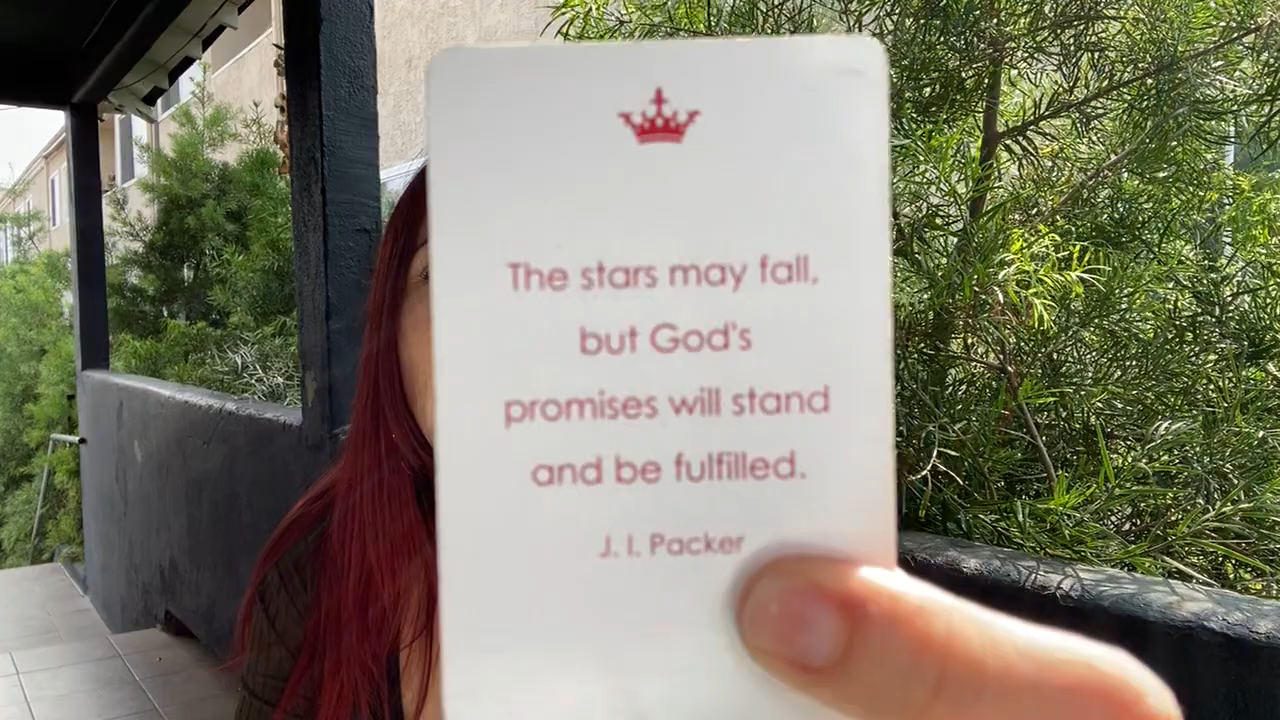 The stars may fall,
but God's
promises will stand
and be fulfilled.
J. I. Packer